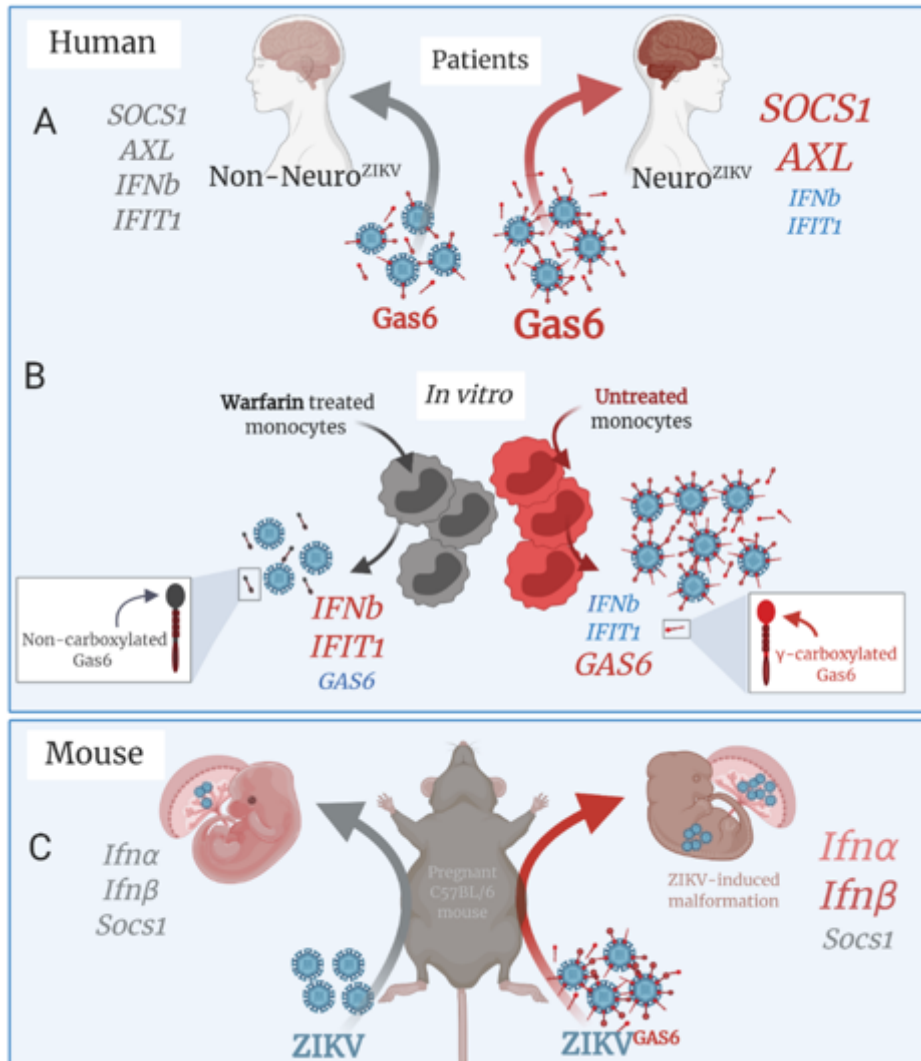 Human
Patients
A
SOCS1
AXL
IFNb
IFIT1
Non-Neuro^ZIKV
Neuro^ZIKV
SOCS1
AXL
IFNb
IFIT1
Gas6
Gas6
B
In vitro
Warfarin treated
monocytes
Untreated
monocytes
Non-carboxylated
Gas6
IFNb
IFIT1
GAS6
IFNb
IFIT1
GAS6
γ-carboxylated
Gas6
Mouse
C
Ifnα
Ifnβ
Socs1
Pregnant
C57BL/6
mouse
ZIKV-induced
malformation
Ifnα
Ifnβ
Socs1
ZIKV
ZIKV^GAS6